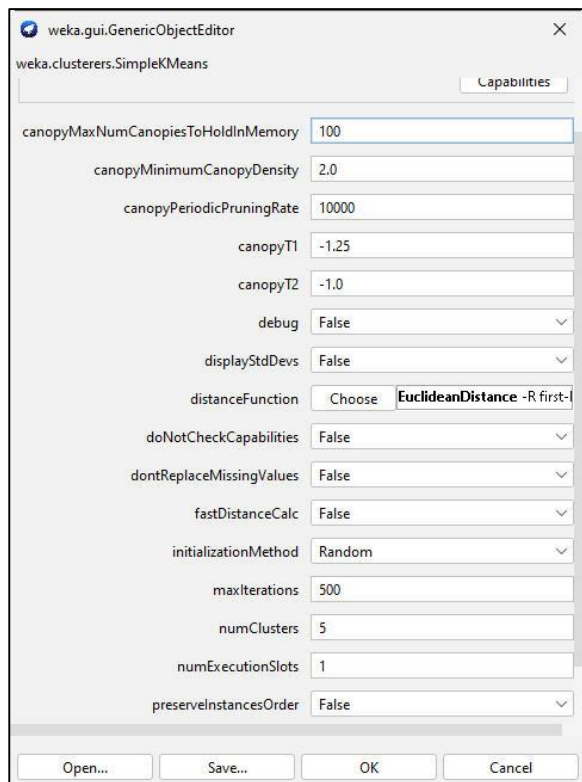 weka.gui.GenericObjectEditor
weka.clusterers.SimpleKMeans
Capabilities
canopyMaxNumCanopiesToHoldInMemory 100
canopyMinimumCanopyDensity 2.0
canopyPeriodicPruningRate 10000
canopyT1 -1.25
canopyT2 -1.0
debug False
displayStdDevs False
distanceFunction Choose EuclideanDistance -R first-l
doNotCheckCapabilities False
dontReplaceMissingValues False
fastDistanceCalc False
initializationMethod Random
maxIterations 500
numClusters 5
numExecutionSlots 1
preserveInstancesOrder False
Open... Save... OK Cancel